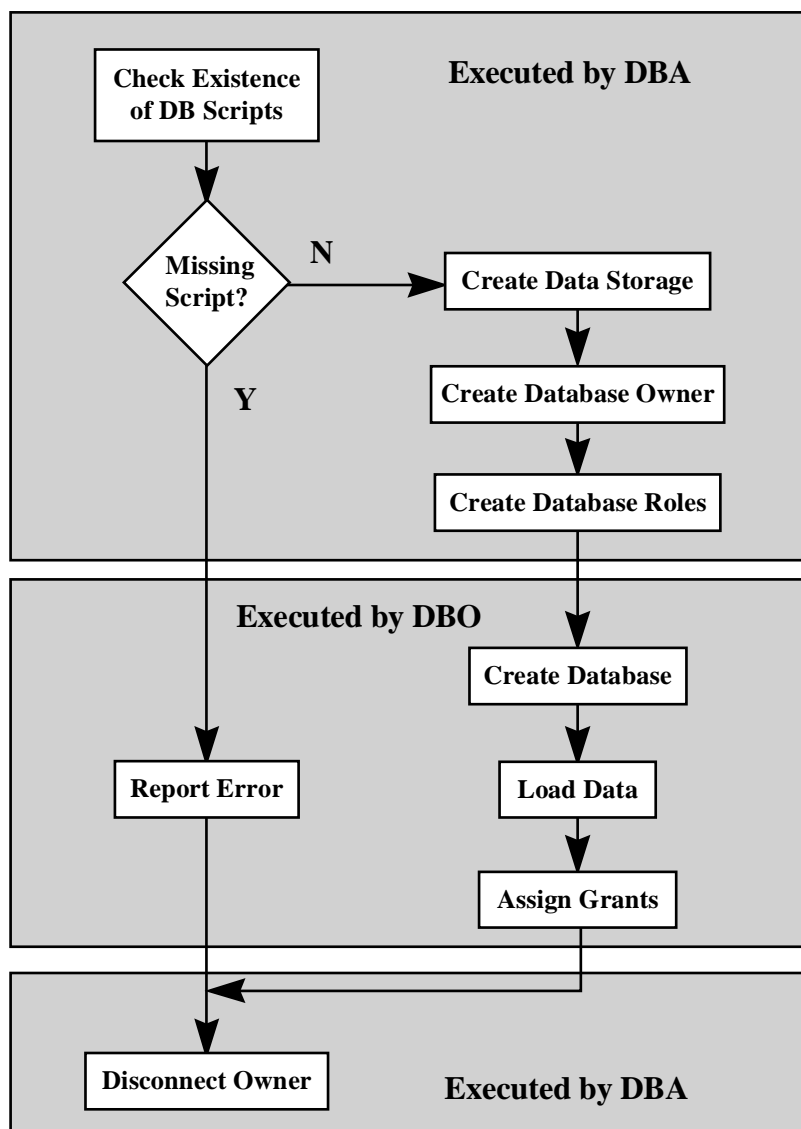 Executed by DBA
Check Existence
of DB Scripts
Missing
Script?
N
Y
Create Data Storage
Create Database Owner
Create Database Roles
Executed by DBO
Create Database
Report Error
Load Data
Assign Grants
Disconnect Owner
Executed by DBA